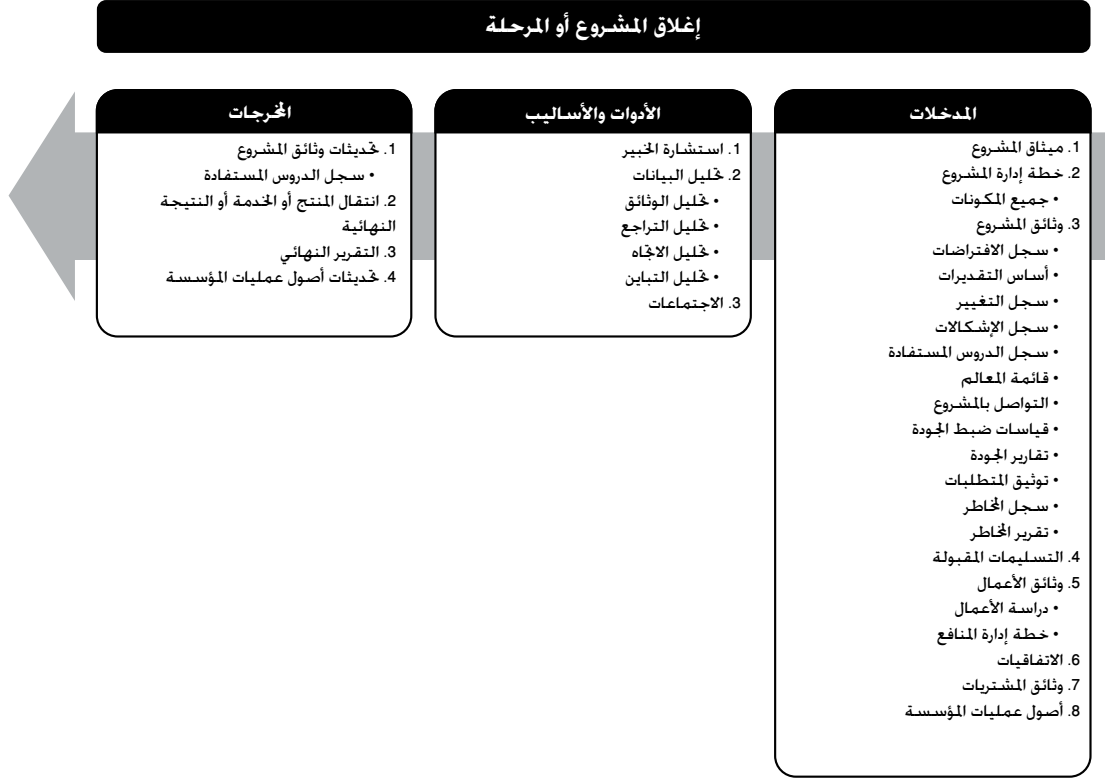 إغلاق المشروع أو المرحلة
المدخلات
1. ميثاق المشروع
2. خطة إدارة المشروع
• جميع المكونات
3. وثائق المشروع
• سجل الافتراضات
• أساس التقديرات
• سجل التغيير
• سجل الإشكالات
• سجل الدروس المستفادة
• قائمة المعالم
• التواصل بالمشروع
• قياسات ضبط الجودة
• تقارير الجودة
• توثيق المتطلبات
• سجل المخاطر
• تقرير المخاطر
4. التسليمات المقبولة
5. وثائق الأعمال
• دراسة الأعمال
• خطة إدارة المنافع
6. الاتفاقيات
7. وثائق المشتريات
8. أصول عمليات المؤسسة
الأدوات والأساليب
1. استشارة الخبير
2. تحليل البيانات
• تحليل الوثائق
• تحليل التراجع
• تحليل الاتجاه
• تحليل التباين
3. الاجتماعات
المخرجات
1. تحديثات وثائق المشروع
• سجل الدروس المستفادة
2. انتقال المنتج أو الخدمة أو النتيجة
النهائية
3. التقرير النهائي
4. تحديثات أصول عمليات المؤسسة